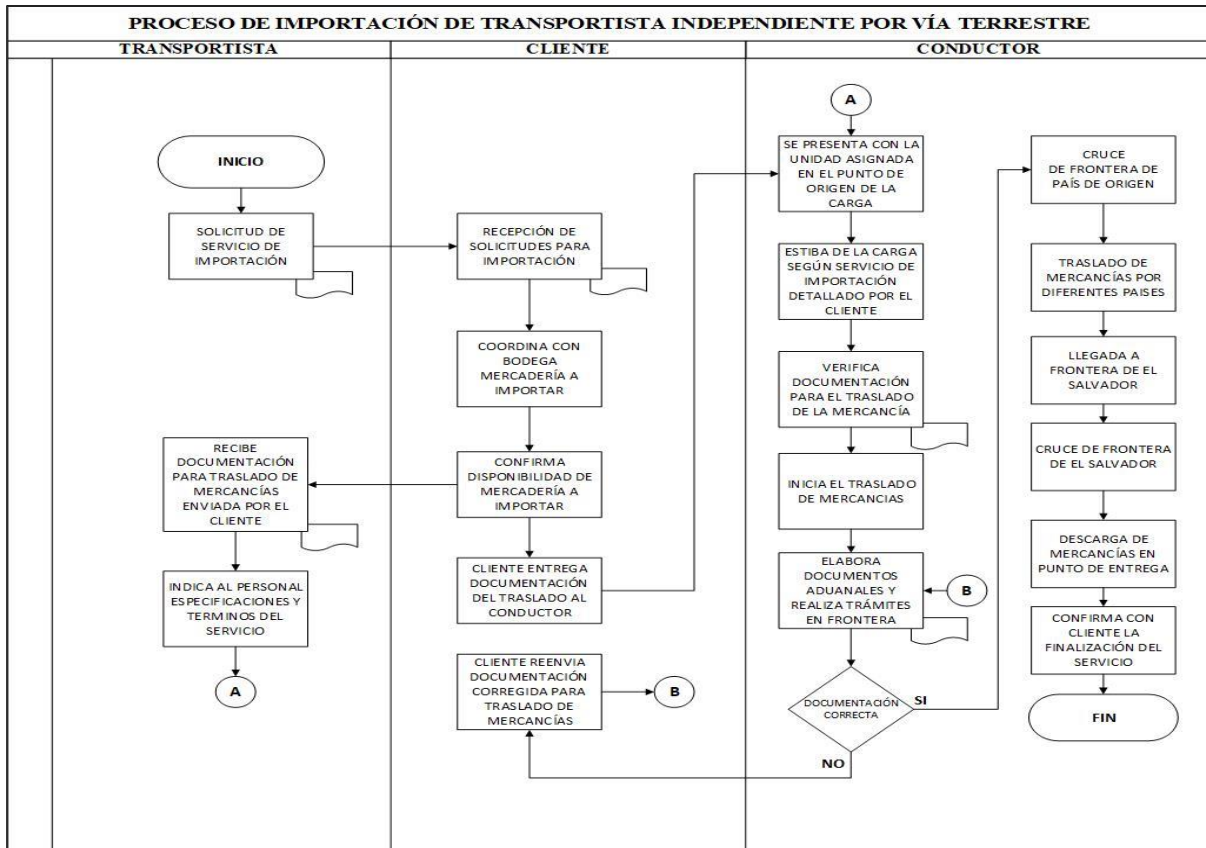 PROCESO DE IMPORTACIÓN DE TRANSPORTISTA INDEPENDIENTE POR VÍA TERRESTRE
TRANSPORTISTA
CLIENTE
CONDUCTOR
INICIO
SOLICITUD DE
SERVICIO DE
IMPORTACIÓN
RECIBE
DOCUMENTACIÓN
PARA TRASLADO DE
MERCANCÍAS
ENVIADA POR EL
CLIENTE
INDICA AL PERSONAL
ESPECIFICACIONES Y
TERMINOS DEL
SERVICIO
A
RECEPCIÓN DE
SOLICITUDES PARA
IMPORTACIÓN
COORDINA CON
BODEGA
MERCADERÍA A
IMPORTAR
CONFIRMA
DISPONIBILIDAD DE
MERCADERÍA A
IMPORTAR
CLIENTE ENTREGA
DOCUMENTACIÓN
DEL TRASLADO AL
CONDUCTOR
CLIENTE REENVIA
DOCUMENTACIÓN
CORREGIDA PARA
TRASLADO DE
MERCANCÍAS
B
A
SE PRESENTA CON LA
UNIDAD ASIGNADA
EN EL PUNTO DE
ORIGEN DE LA
CARGA
ESTIBA DE LA CARGA
SEGÚN SERVICIO DE
IMPORTACIÓN
DETALLADO POR EL
CLIENTE
VERIFICA
DOCUMENTACIÓN
PARA EL TRASLADO
DE LA MERCANCÍA
INICIA EL
TRASLADO DE
MERCANCIAS
ELABORA
DOCUMENTOS
ADUANALES Y
REALIZA TRÁMITES
EN FRONTERA
B
DOCUMENTACIÓN
CORRECTA
SI
NO
CRUCE
DE FRONTERA DE
PAÍS DE ORIGEN
TRASLADO DE
MERCANCÍAS POR
DIFERENTES PAISES
LLEGADA A
FRONTERA DE EL
SALVADOR
CRUCE DE FRONTERA
DE EL SALVADOR
DESCARGA DE
MERCANCÍAS EN
PUNTO DE ENTREGA
CONFIRMA CON
CLIENTE LA
FINALIZACIÓN DEL
SERVICIO
FIN